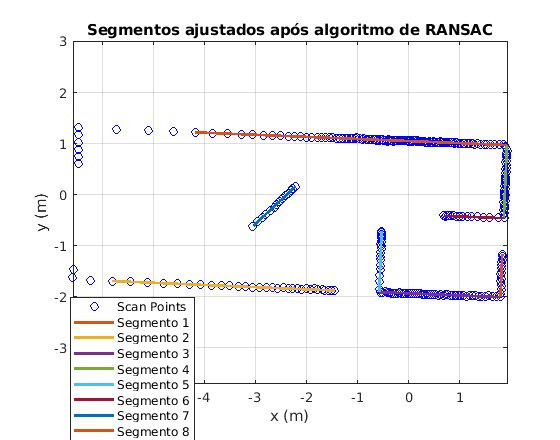 Segmentos ajustados após algoritmo de RANSAC
3
2
1
0
-1
-2
-3
y (m)
Scan Points
Segmento 1
Segmento 2
Segmento 3
Segmento 4
Segmento 5
Segmento 6
Segmento 7
Segmento 8
-4
-3
-2
-1
0
1
x (m)